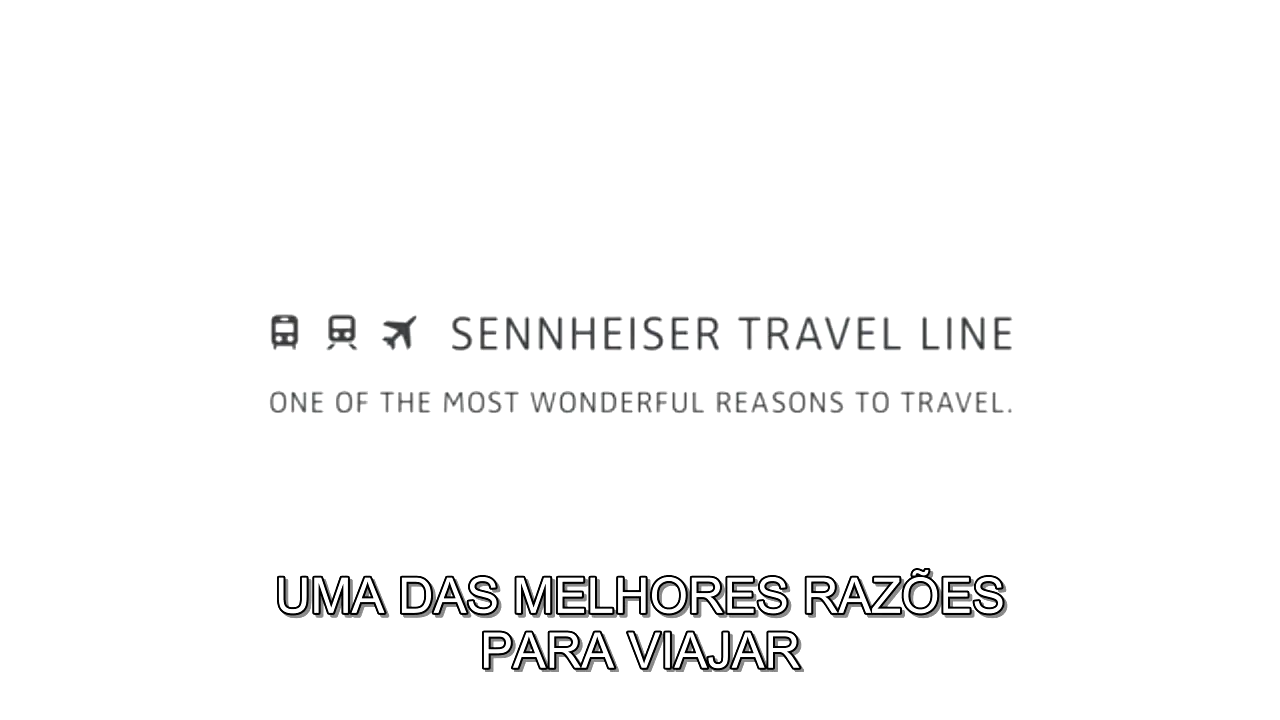 SENNHEISER TRAVEL LINE
ONE OF THE MOST WONDERFUL REASONS TO TRAVEL.
UMA DAS MELHORES RAZÕES
PARA VIAJAR